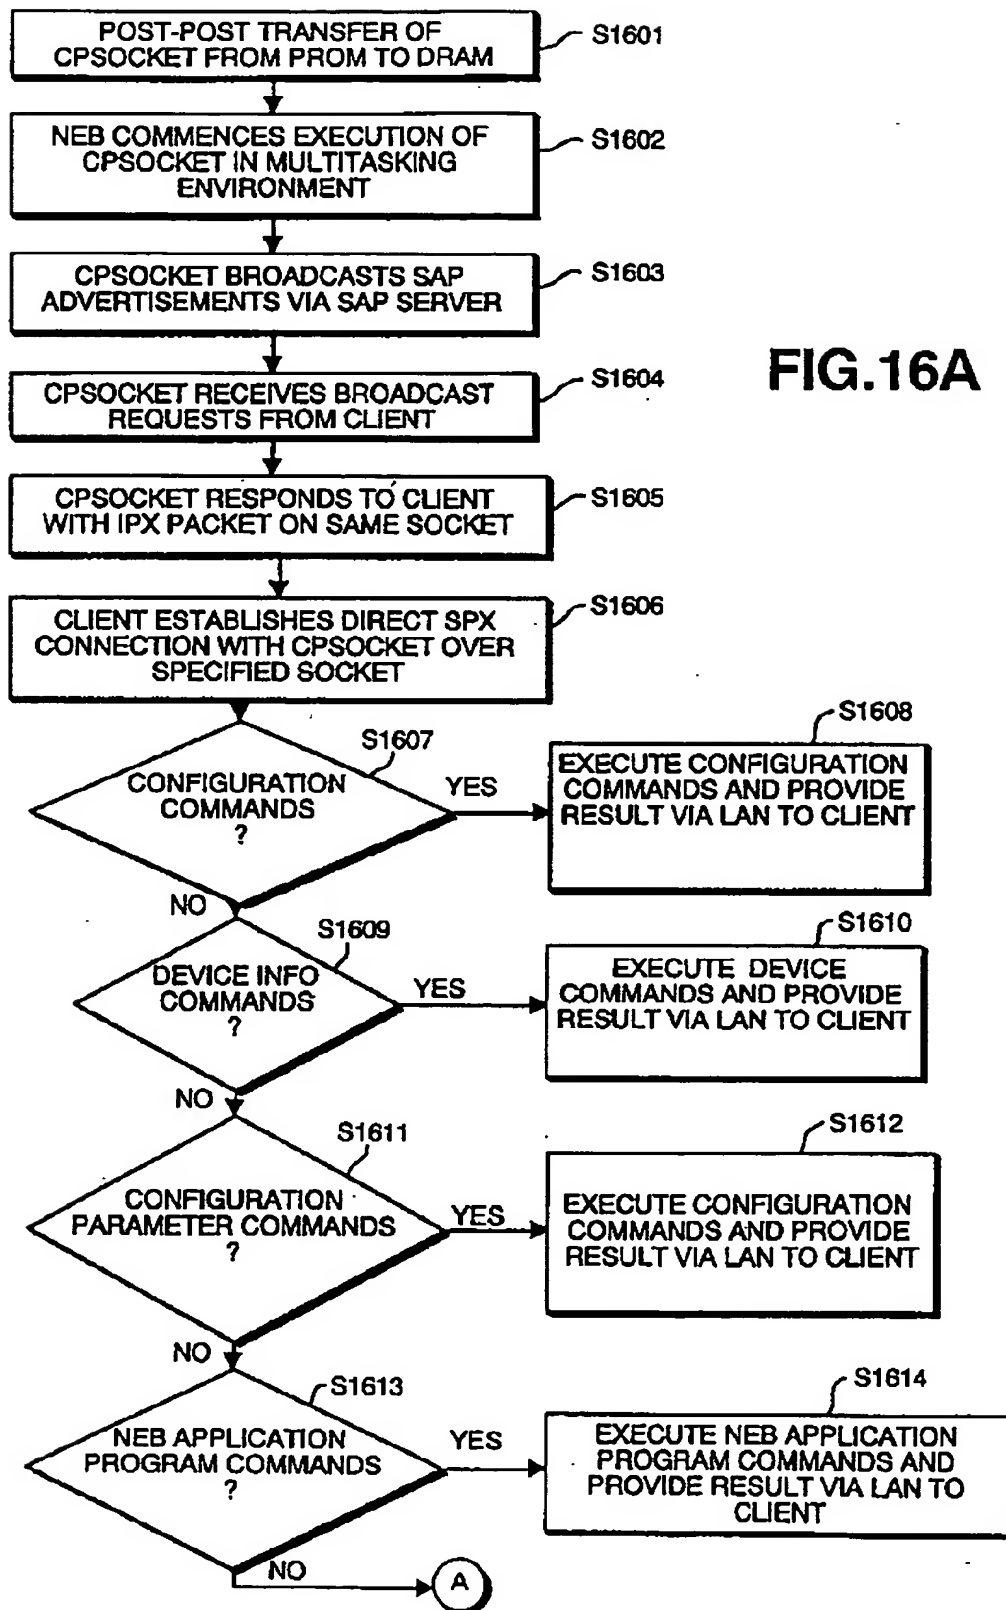 POST-POST TRANSFER OF
CPSOCKET FROM PROM TO DRAM
S1601
NEB COMMENCES EXECUTION OF
CPSOCKET IN MULTITASKING
ENVIRONMENT
S1602
CPSOCKET BROADCASTS SAP
ADVERTISEMENTS VIA SAP SERVER
S1603
FIG.16A
CPSOCKET RECEIVES BROADCAST
REQUESTS FROM CLIENT
S1604
CPSOCKET RESPONDS TO CLIENT
WITH IPX PACKET ON SAME SOCKET
S1605
CLIENT ESTABLISHES DIRECT SPX
CONNECTION WITH CPSOCKET OVER
SPECIFIED SOCKET
S1606
S1607
CONFIGURATION
COMMANDS
?
YES
NO
S1608
EXECUTE CONFIGURATION
COMMANDS AND PROVIDE
RESULT VIA LAN TO CLIENT
S1609
DEVICE INFO
COMMANDS
?
YES
NO
S1610
EXECUTE DEVICE
COMMANDS AND PROVIDE
RESULT VIA LAN TO CLIENT
S1611
CONFIGURATION
PARAMETER COMMANDS
?
YES
NO
S1612
EXECUTE CONFIGURATION
COMMANDS AND PROVIDE
RESULT VIA LAN TO CLIENT
S1613
NEB APPLICATION
PROGRAM COMMANDS
?
YES
NO
S1614
EXECUTE NEB APPLICATION
PROGRAM COMMANDS AND
PROVIDE RESULT VIA LAN TO
CLIENT
A